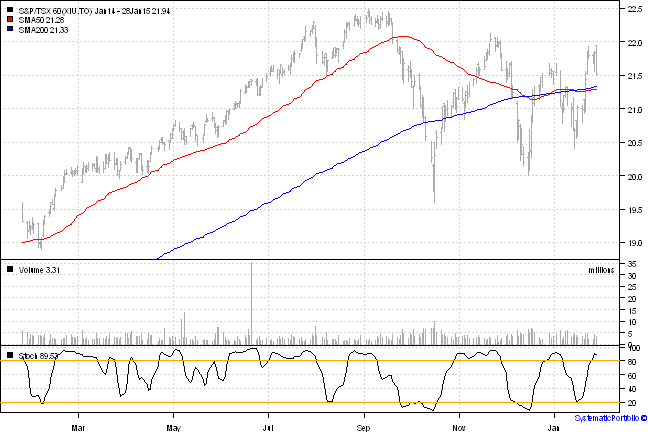 S&P/TSX 60(XIU.TO) Jan14 - 28Jan15 21.94
SMA50 21.28
SMA200 21.33
22.5
22.0
21.5
21.0
20.5
20.0
19.5
19.0
Volume 3.31
millions
35
30
25
20
15
10
5
0
Stoch 89.53
100
80
60
40
20
Mar May Jul Sep Nov Jan
SystematicPortfolio ©